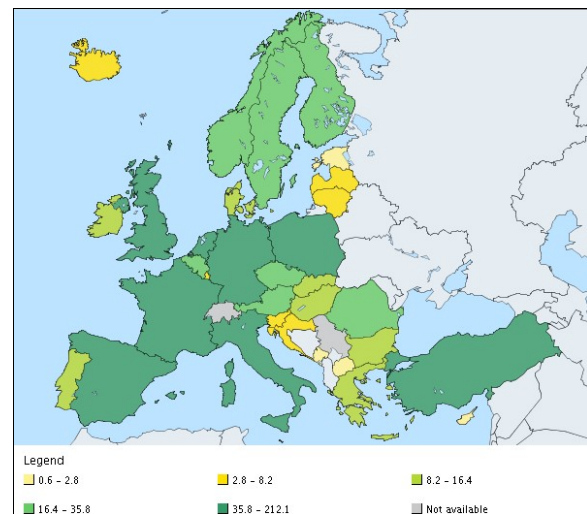 Legend
0.6 - 2.8
2.8 - 8.2
8.2 - 16.4
16.4 - 35.8
35.8 - 212.1
Not available